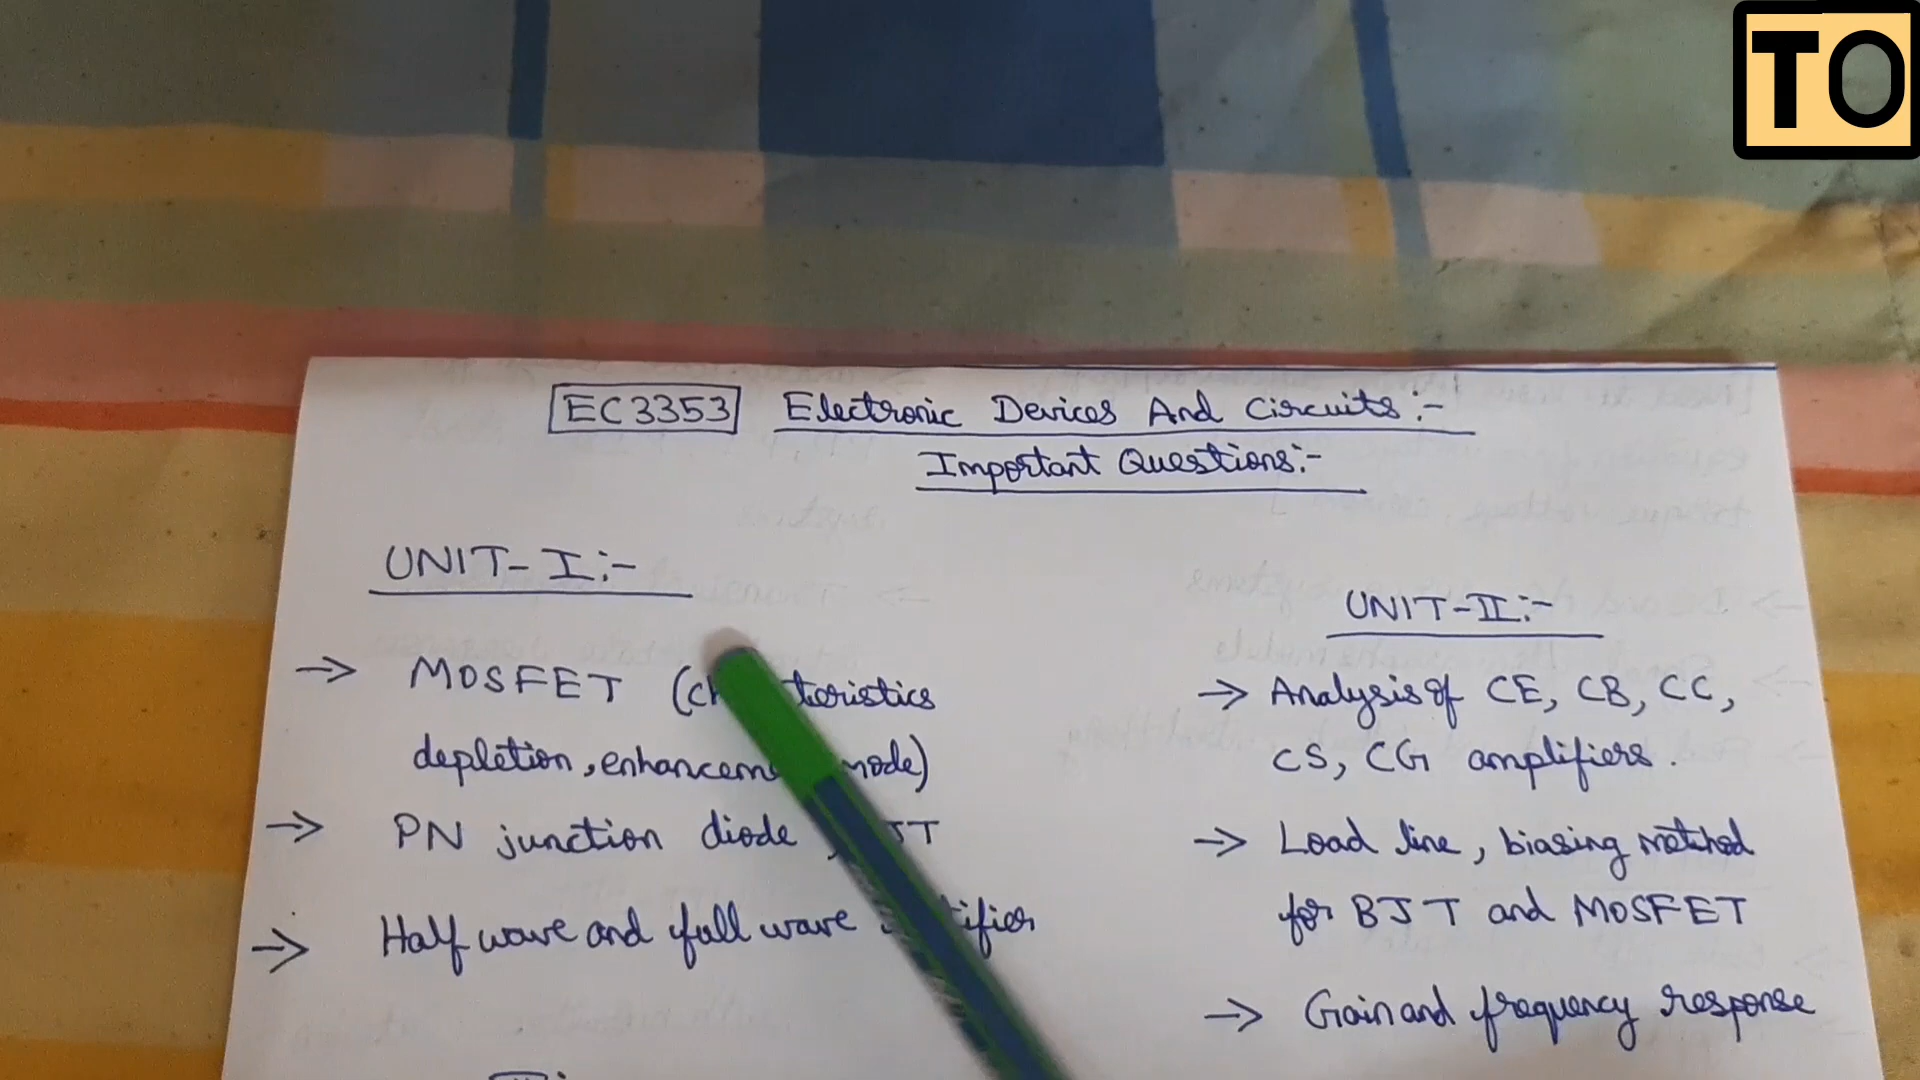 TO
EC3353 Electronic Devices And Circuits:-
Important Questions:-
UNIT-I:-
→ MOSFET (
depletion, mode)
→ PN junction diode,
→ Half wave and full wave
UNIT-II:-
→ Analysis of CE, CB, CC,
CS, CG amplifiers.
→ Load line, biasing method
for BJT and MOSFET
→ Gain and frequency response